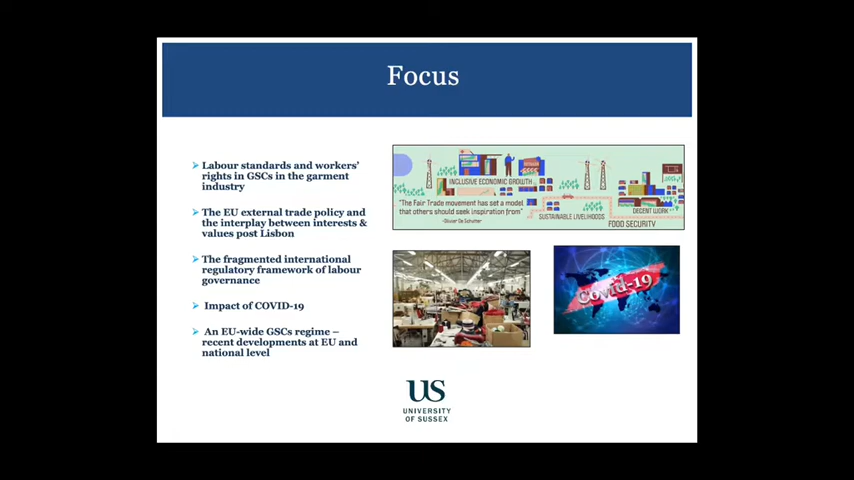 Focus
Labour standards and workers'
rights in GSCs in the garment
industry
The EU external trade policy and
the interplay between interests &
values post Lisbon
The fragmented international
regulatory framework of labour
governance
Impact of COVID-19
An EU-wide GSCs regime –
recent developments at EU and
national level
INCLUSIVE ECONOMIC GROWTH
"The Fair Trade movement has set a model
that others should seek inspiration from"
-Olivier De Schutter
SUSTAINABLE LIVELIHOODS
DECENT WORK
FOOD SECURITY
Covid-19
US
UNIVERSITY
OF SUSSEX